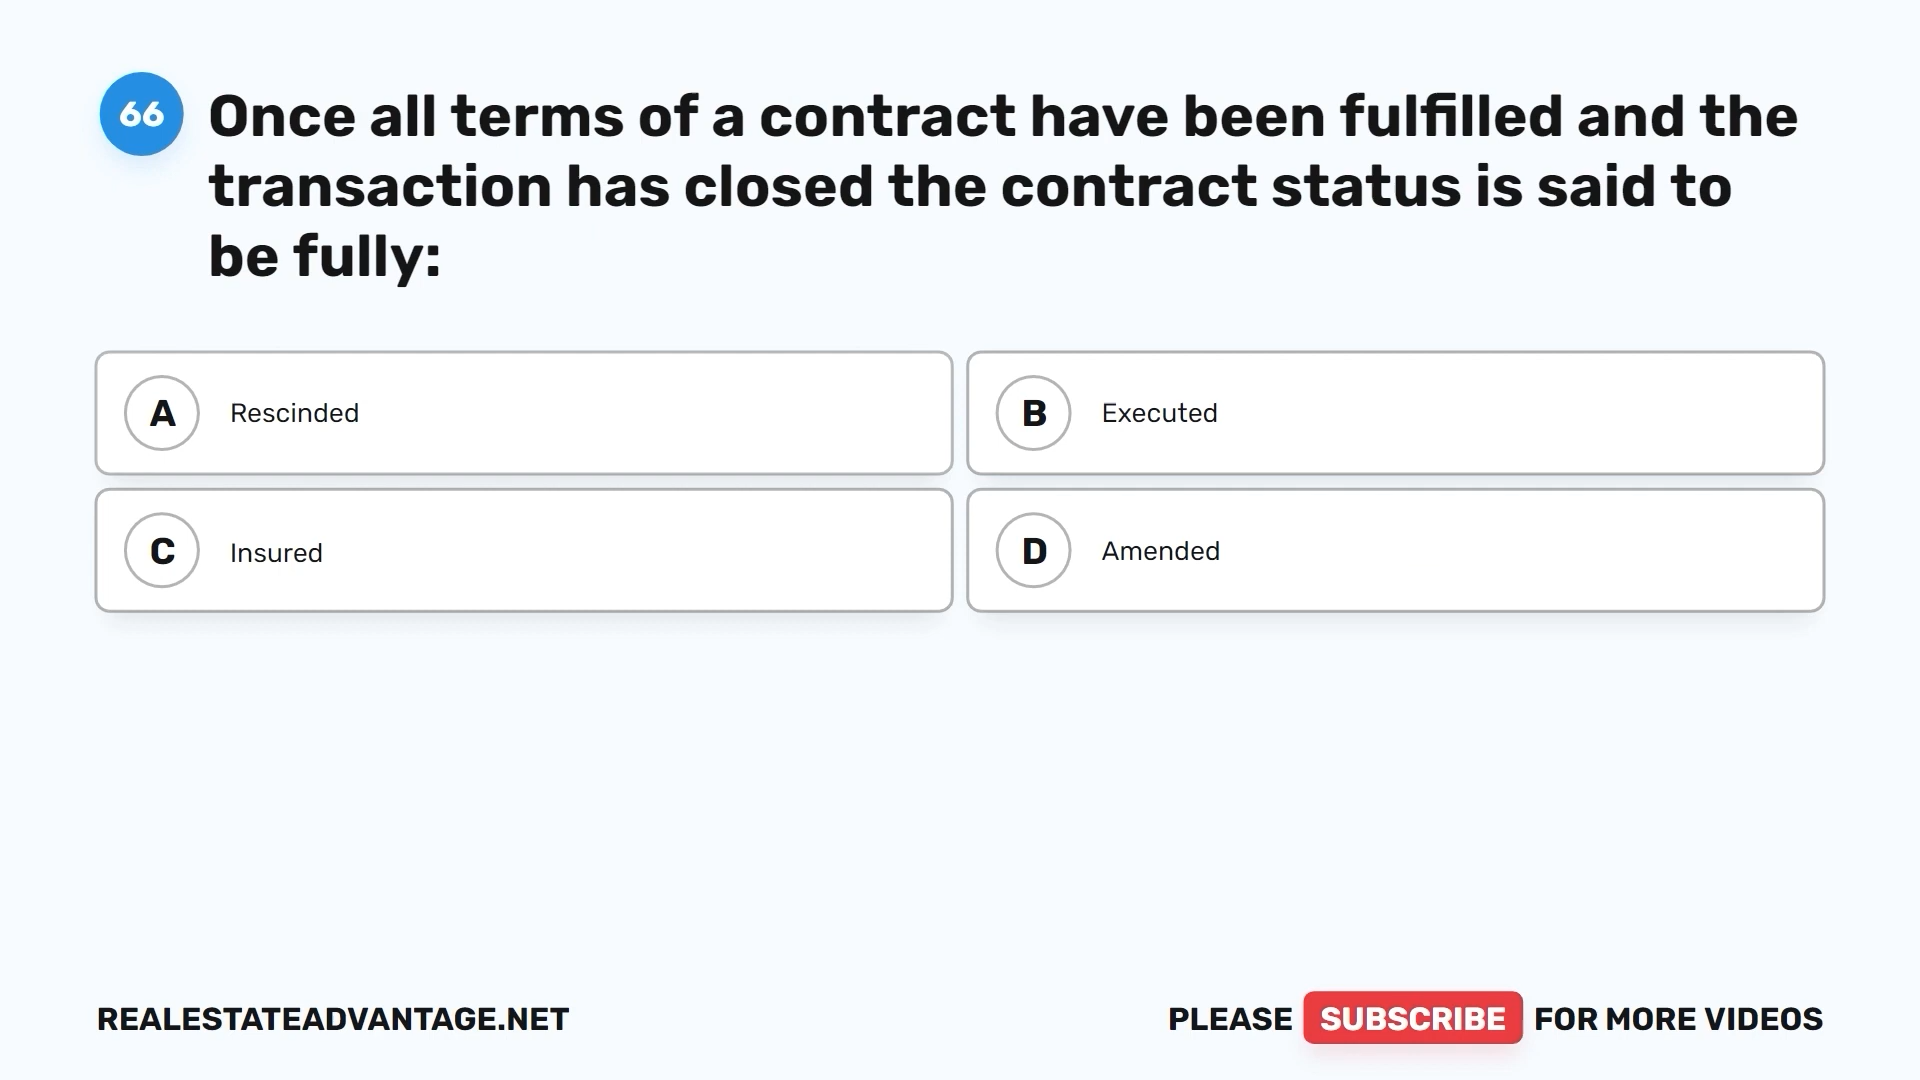 66
Once all terms of a contract have been fulfilled and the
transaction has closed the contract status is said to
be fully:
A Rescinded
B Executed
C Insured
D Amended
REALESTATEADVANTAGE.NET
PLEASE SUBSCRIBE FOR MORE VIDEOS